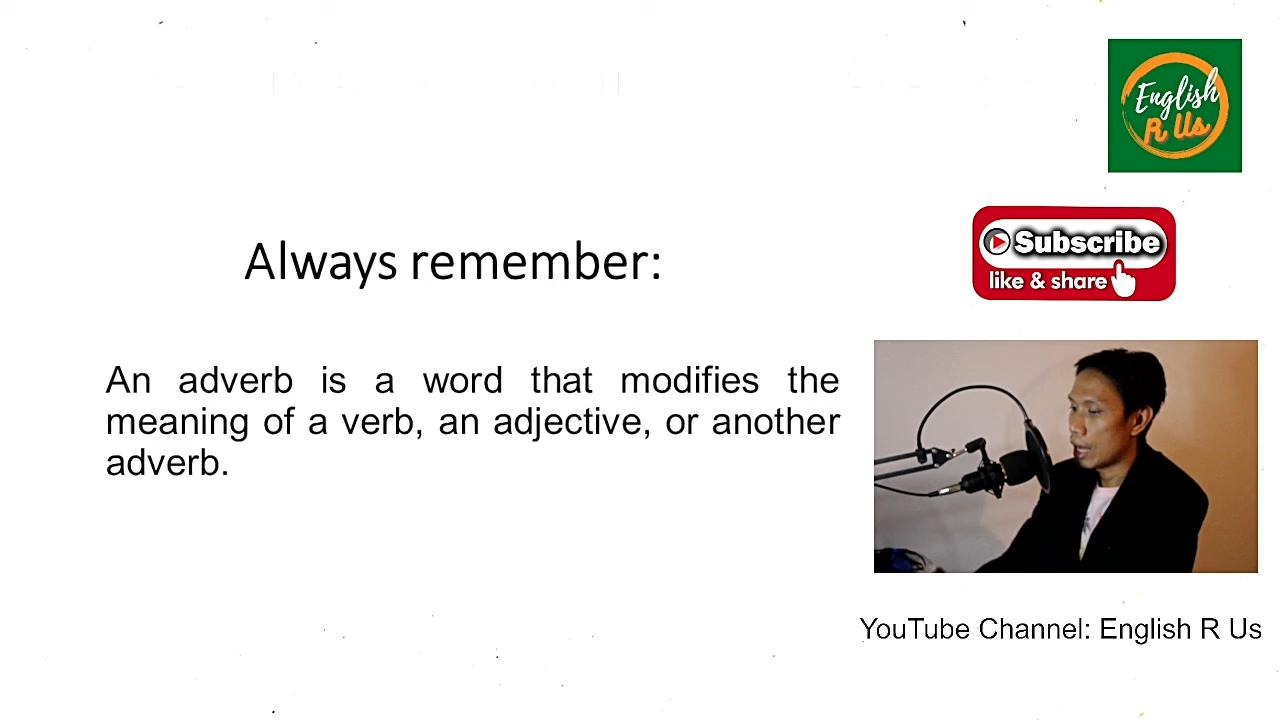 English
R Us
Subscribe
like & share
Always remember:
An adverb is a word that modifies the
meaning of a verb, an adjective, or another
adverb.
YouTube Channel: English R Us